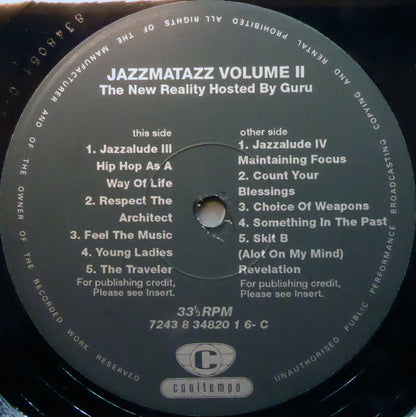 834806 1 0
ALL RIGHTS OF THE MANUFACTURER AND OF THE OWNER OF THE RECORDED WORK RESERVED
UNAUTHORISED PUBLIC PERFORMANCE BROADCASTING COPYING AND RENTAL PROHIBITED
JAZZMATAZZ VOLUME II
The New Reality Hosted By Guru
this side
1. Jazzalude III
Hip Hop As A
Way Of Life
2. Respect The
Architect
3. Feel The Music
4. Young Ladies
5. The Traveler
For publishing credit,
Please see Insert.
other side
1. Jazzalude IV
Maintaining Focus
2. Count Your
Blessings
3. Choice Of Weapons
4. Something In The Past
5. Skit B
(Alot On My Mind)
Revelation
For publishing credit,
Please see Insert.
33⅓RPM
7243 8 34820 1 6- C
C
cooltempo